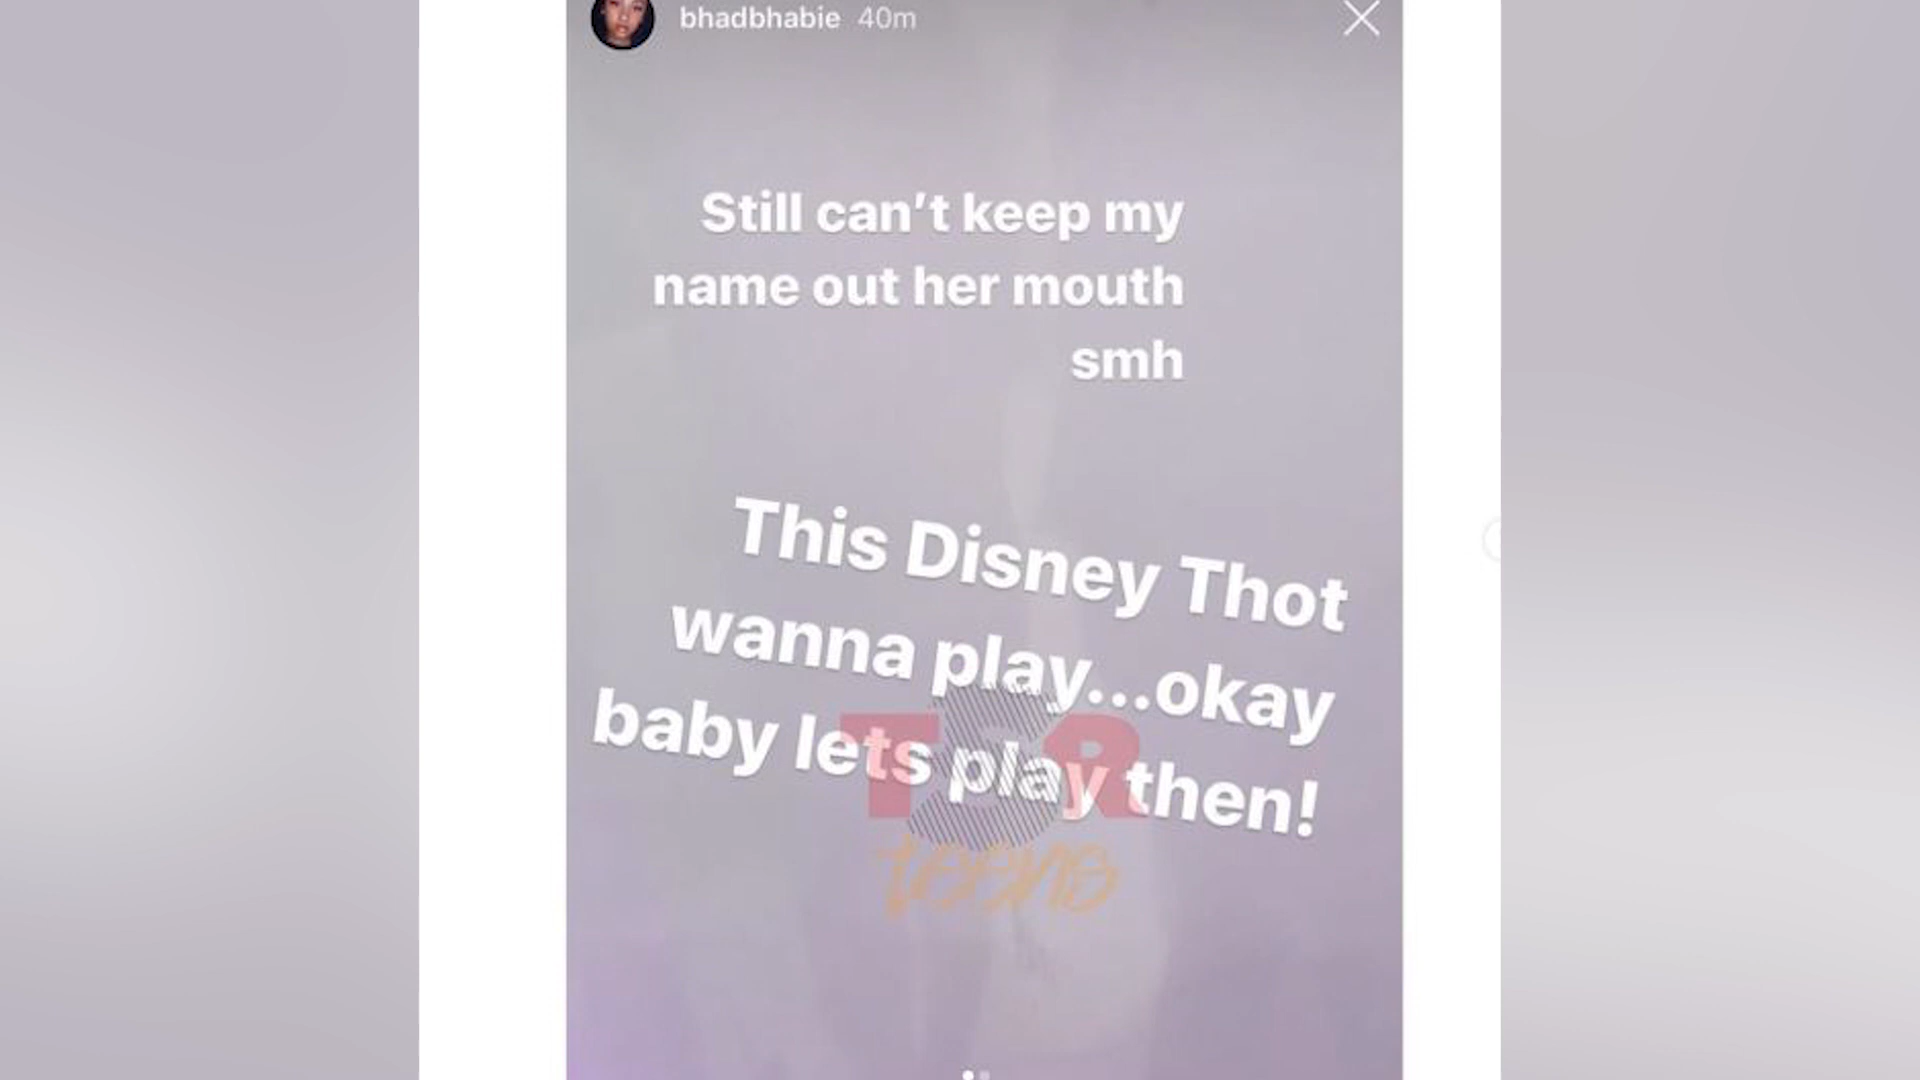 bhadbhabie 40m
Still can’t keep my
name out her mouth
smh
This Disney Thot
wanna play...okay
baby lets play then!
TSR
teens